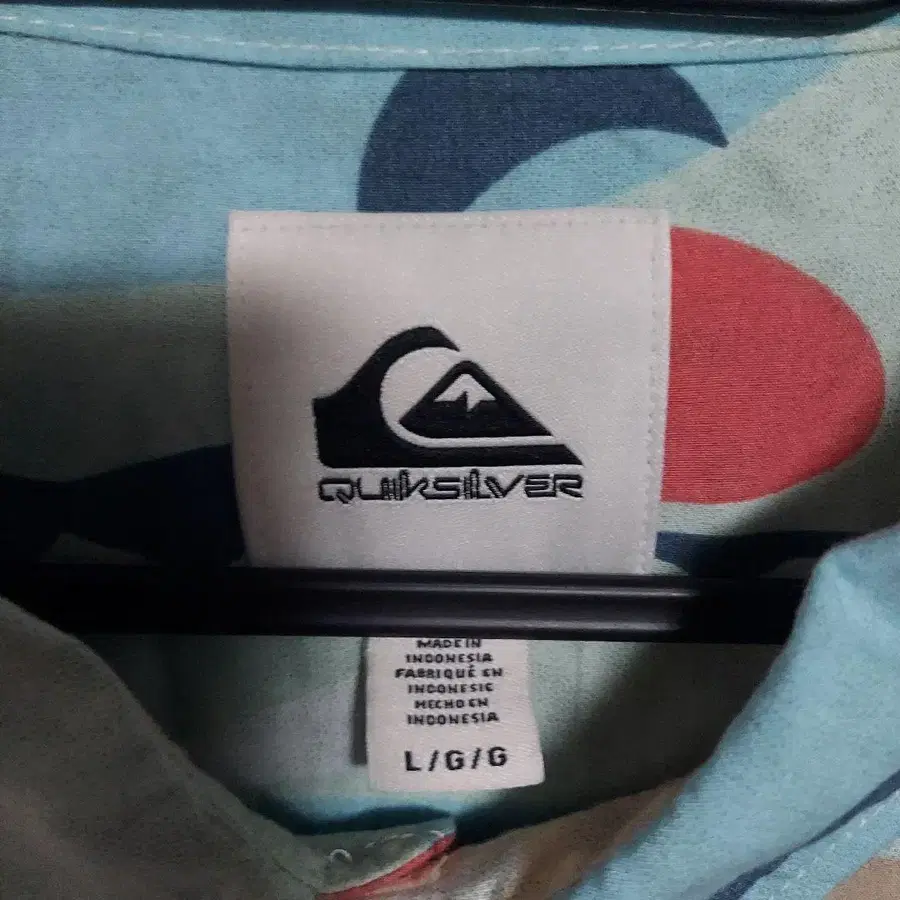 QUIKSILVER
MADE IN
INDONESIA
FABRIQUÉ EN
INDONESIE
HECHO EN
INDONESIA
L/G/G